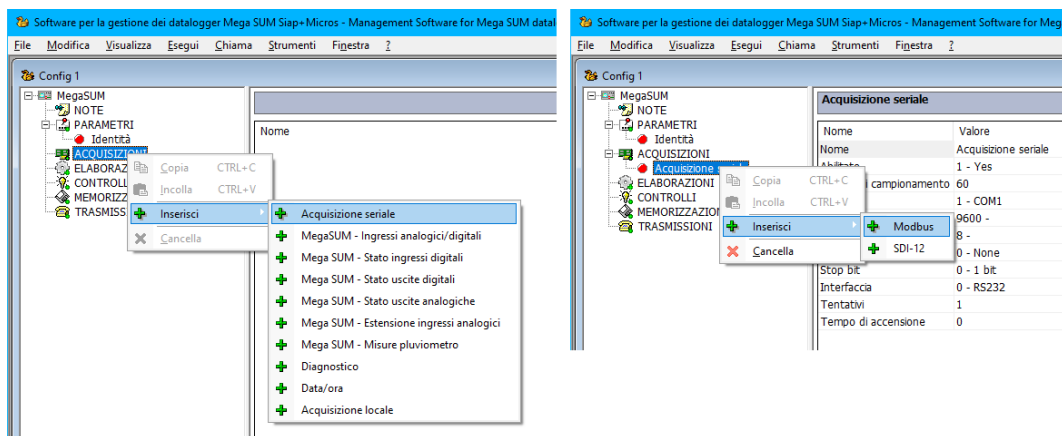 Software per la gestione dei datalogger Mega SUM Siap+Micros - Management Software for Mega SUM datal
File Modifica Visualizza Esegui Chiama Strumenti Finestra ?
Config 1
MegaSUM
NOTE
PARAMETRI
Identità
ACQUISIZIONI
ELABORAZ
CONTROLL
MEMORIZZ
TRASMISS
Nome
Copia CTRL+C
Incolla CTRL+V
Inserisci
Cancella
Acquisizione seriale
MegaSUM - Ingressi analogici/digitali
Mega SUM - Stato ingressi digitali
Mega SUM - Stato uscite digitali
Mega SUM - Stato uscite analogiche
Mega SUM - Estensione ingressi analogici
Mega SUM - Misure pluviometro
Diagnostico
Data/ora
Acquisizione locale
Software per la gestione dei datalogger Mega SUM Siap+Micros - Management Software for Meg
File Modifica Visualizza Esegui Chiama Strumenti Finestra ?
Config 1
MegaSUM
NOTE
PARAMETRI
Identità
ACQUISIZIONI
Acquisizione
ELABORAZIONI
CONTROLLI
MEMORIZZAZION
TRASMISSIONI
Copia CTRL+C
Incolla CTRL+V
Inserisci
Cancella
Modbus
SDI-12
Acquisizione seriale
Nome Valore
Nome Acquisizione seriale
Abilitato 1 - Yes
campionamento 60
1 - COM1
9600 -
8 -
0 - None
Stop bit 0 - 1 bit
Interfaccia 0 - RS232
Tentativi 1
Tempo di accensione 0